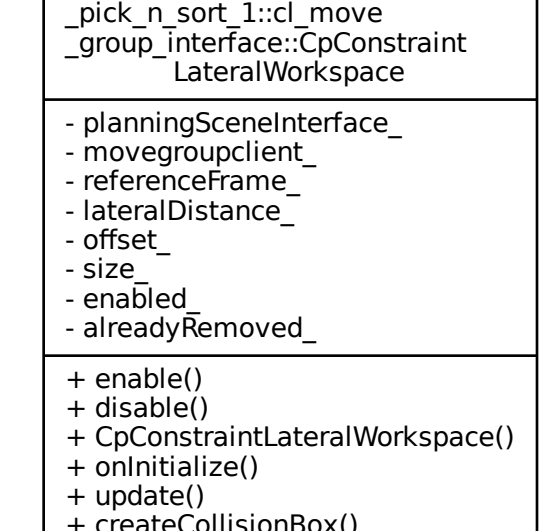 _pick_n_sort_1::cl_move
_group_interface::CpConstraint
LateralWorkspace
- planningSceneInterface_
- movegroupclient_
- referenceFrame_
- lateralDistance_
- offset_
- size_
- enabled_
- alreadyRemoved_
+ enable()
+ disable()
+ CpConstraintLateralWorkspace()
+ onInitialize()
+ update()
+ createCollisionBox()